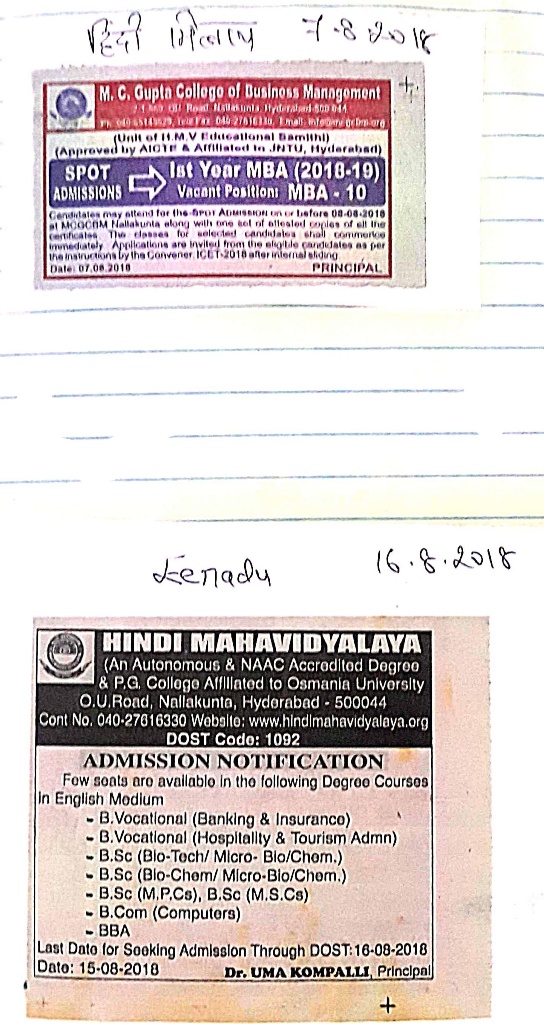 हिंदी मिलाप 7-8-2018
M. C. Gupta College of Business Management
O.U. Road, Nallakunta, Hyderabad-500 044
(Unit of H.M.V Educational Samithi)
(Approved by AICTE & Affiliated to JNTU, Hyderabad)
SPOT ADMISSIONS
Ist Year MBA (2018-19)
Vacant Position: MBA - 10
Candidates may attend for the SPOT ADMISSION on or before 08-08-2018
at MCGCBM Nallakunta along with one set of attested copies of all the
certificates. The classes for selected candidates shall commence
immediately. Applications are invited from the eligible candidates as per
the instructions by the Convener, ICET-2018 after internal sliding.
Date: 07.08.2018 PRINCIPAL
Eenadu 16.8.2018
HINDI MAHAVIDYALAYA
(An Autonomous & NAAC Accredited Degree
& P.G. College Affiliated to Osmania University
O.U.Road, Nallakunta, Hyderabad - 500044
Cont No. 040-27616330 Website: www.hindimahavidyalaya.org
DOST Code: 1092
ADMISSION NOTIFICATION
Few seats are available in the following Degree Courses
in English Medium
- B.Vocational (Banking & Insurance)
- B.Vocational (Hospitality & Tourism Admn)
- B.Sc (Bio-Tech/ Micro- Bio/Chem.)
- B.Sc (Bio-Chem/ Micro-Bio/Chem.)
- B.Sc (M.P.Cs), B.Sc (M.S.Cs)
- B.Com (Computers)
- BBA
Last Date for Seeking Admission Through DOST:16-08-2018
Date: 15-08-2018 Dr. UMA KOMPALLI, Principal